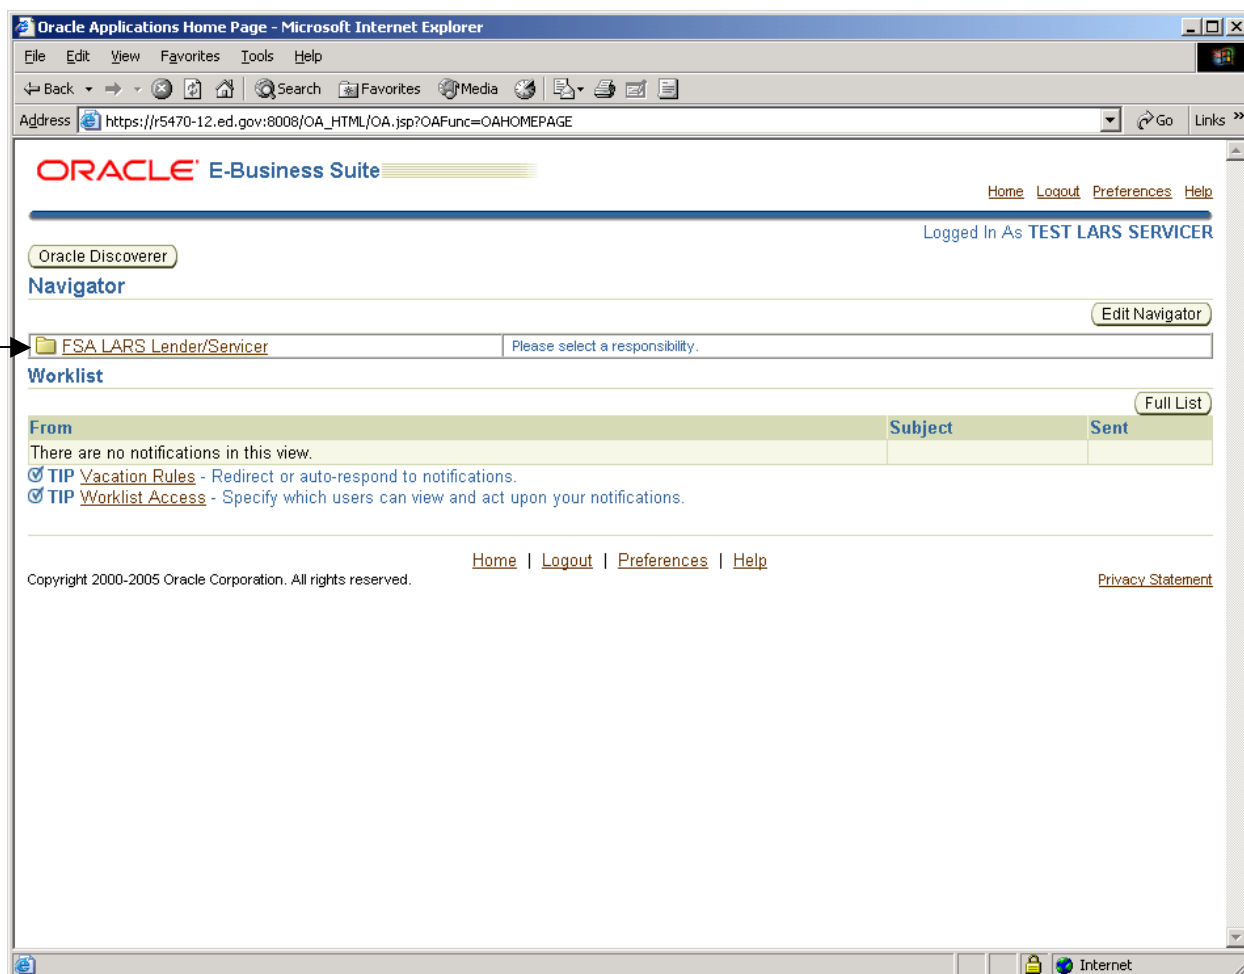 Oracle Applications Home Page - Microsoft Internet Explorer
File Edit View Favorites Tools Help
Back Search Favorites Media
Address https://r5470-12.ed.gov:8008/OA_HTML/OA.jsp?OAFunc=OAHOMEPAGE Go Links »
ORACLE E-Business Suite
Home Logout Preferences Help
Logged In As TEST LARS SERVICER
Oracle Discoverer
Navigator
Edit Navigator
FSA LARS Lender/Servicer Please select a responsibility.
Worklist
Full List
From Subject Sent
There are no notifications in this view.
TIP Vacation Rules - Redirect or auto-respond to notifications.
TIP Worklist Access - Specify which users can view and act upon your notifications.
Home | Logout | Preferences | Help
Copyright 2000-2005 Oracle Corporation. All rights reserved. Privacy Statement
Internet